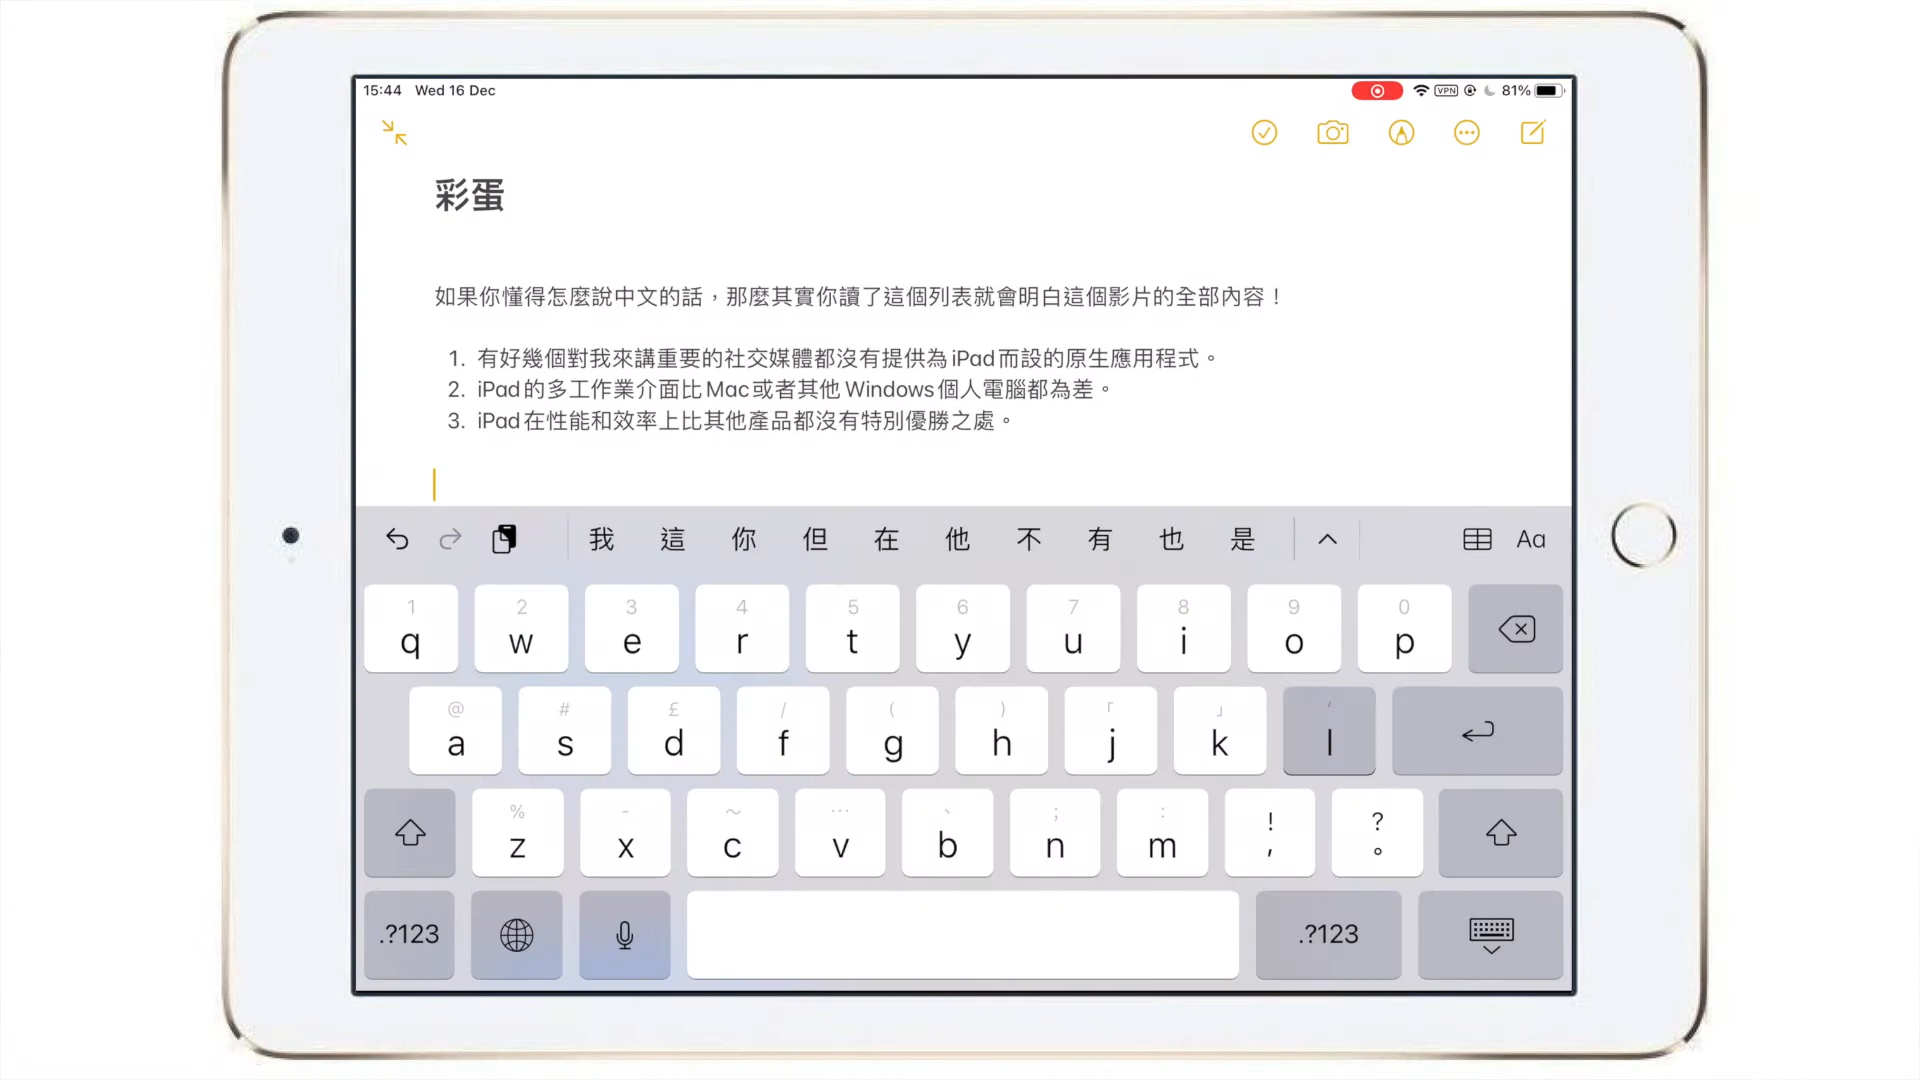 15:44 Wed 16 Dec VPN 81%
彩蛋
如果你懂得怎麼說中文的話，那麼其實你讀了這個列表就會明白這個影片的全部內容！
1. 有好幾個對我來講重要的社交媒體都沒有提供為iPad而設的原生應用程式。
2. iPad的多工作業介面比Mac或者其他Windows個人電腦都為差。
3. iPad在性能和效率上比其他產品都沒有特別優勝之處。
我 這 你 但 在 他 不 有 也 是 Aa
1 2 3 4 5 6 7 8 9 0
q w e r t y u i o p
@ # £ / ( ) 「 」 '
a s d f g h j k l
% - ～ … 、 ; : ! ?
z x c v b n m , 。
.?123 .?123